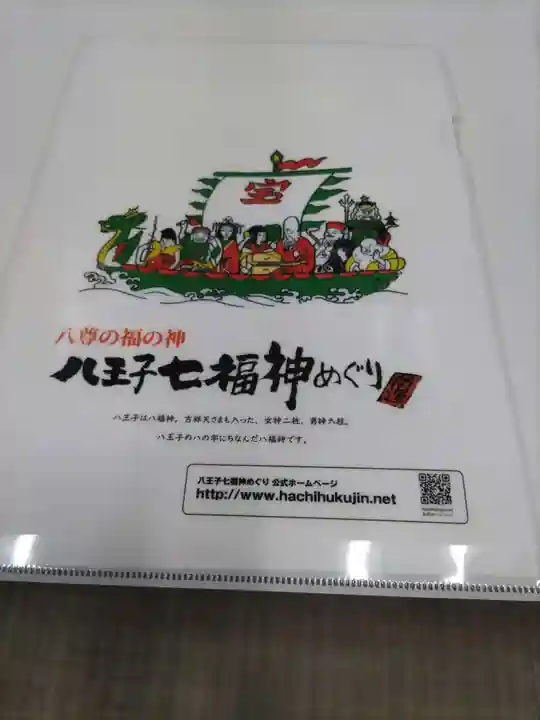 宝
八尊の福の神
八王子七福神めぐり
八王子は八福神。吉祥天さまも入った、女神二柱、男神六柱。
八王子の八の字にちなんだ八福神です。
八王子七福神めぐり 公式ホームページ
http://www.hachihukujin.net